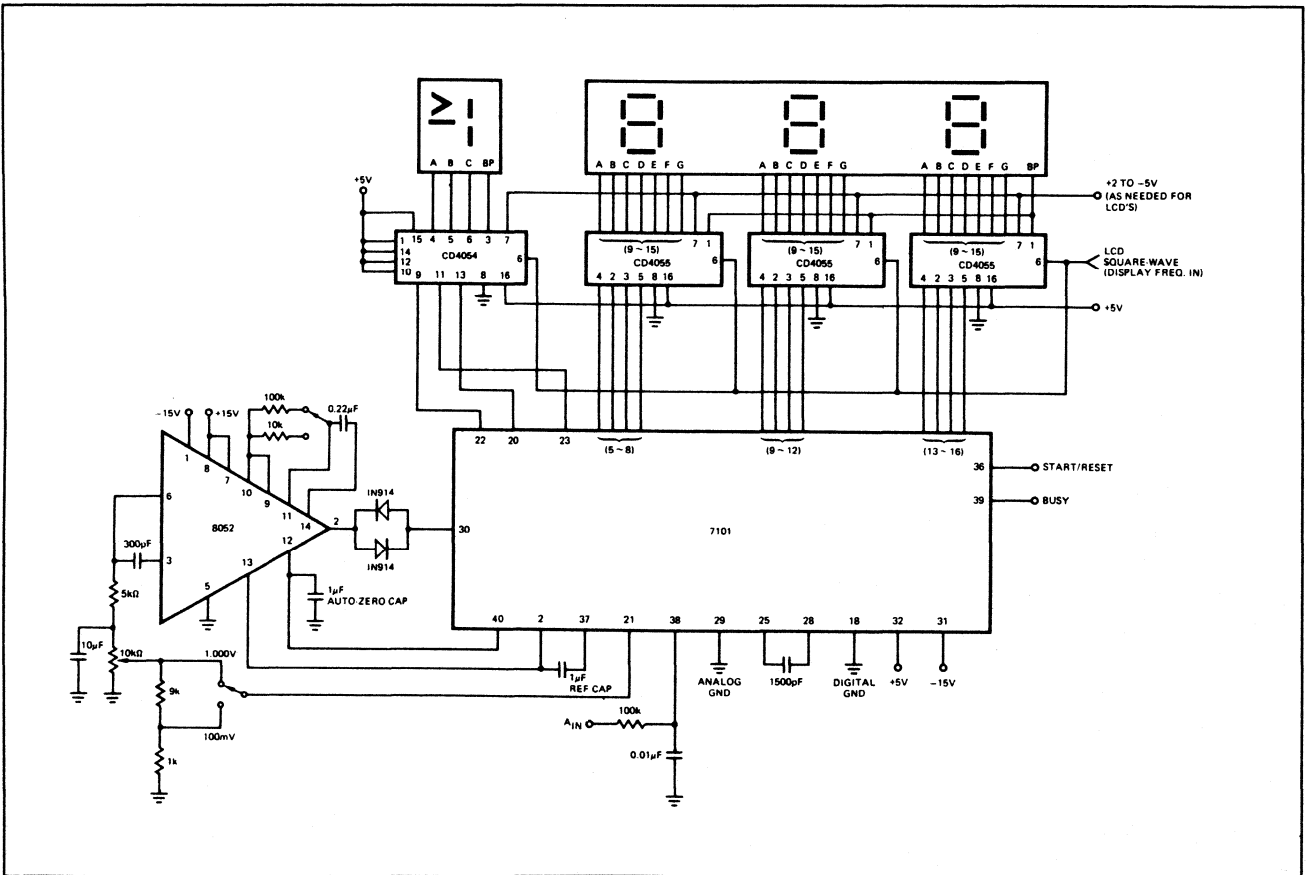 A B C BP
A B C D E F G
A B C D E F G
A B C D E F G BP
+5V
+2 TO -5V
(AS NEEDED FOR
LCD'S)
15 4 5 6 3 7
1
14
12
10
CD4054
6
9 11 13 8 16
(9 ~ 15) 7 1
CD4055
6
4 2 3 5 8 16
(9 ~ 15) 7 1
CD4055
6
4 2 3 5 8 16
(9 ~ 15) 7 1
CD4055
6
4 2 3 5 8 16
LCD
SQUARE-WAVE
(DISPLAY FREQ. IN)
+5V
-15V
+15V
100k
10k
0.22µF
1
8
7
10
9
11
14
2
6
3
8052
12
13
5
300pF
5kΩ
10µF
10kΩ
IN914
IN914
1µF
AUTO-ZERO CAP
22 20 23 (5 ~ 8) (9 ~ 12) (13 ~ 16)
30
7101
36
START/RESET
39
BUSY
40 2 37 21 38 29 25 28 18 32 31
1.000V
9k
100mV
1k
1µF
REF CAP
ANALOG
GND
1500pF
DIGITAL
GND
+5V
-15V
A IN
100k
0.01µF